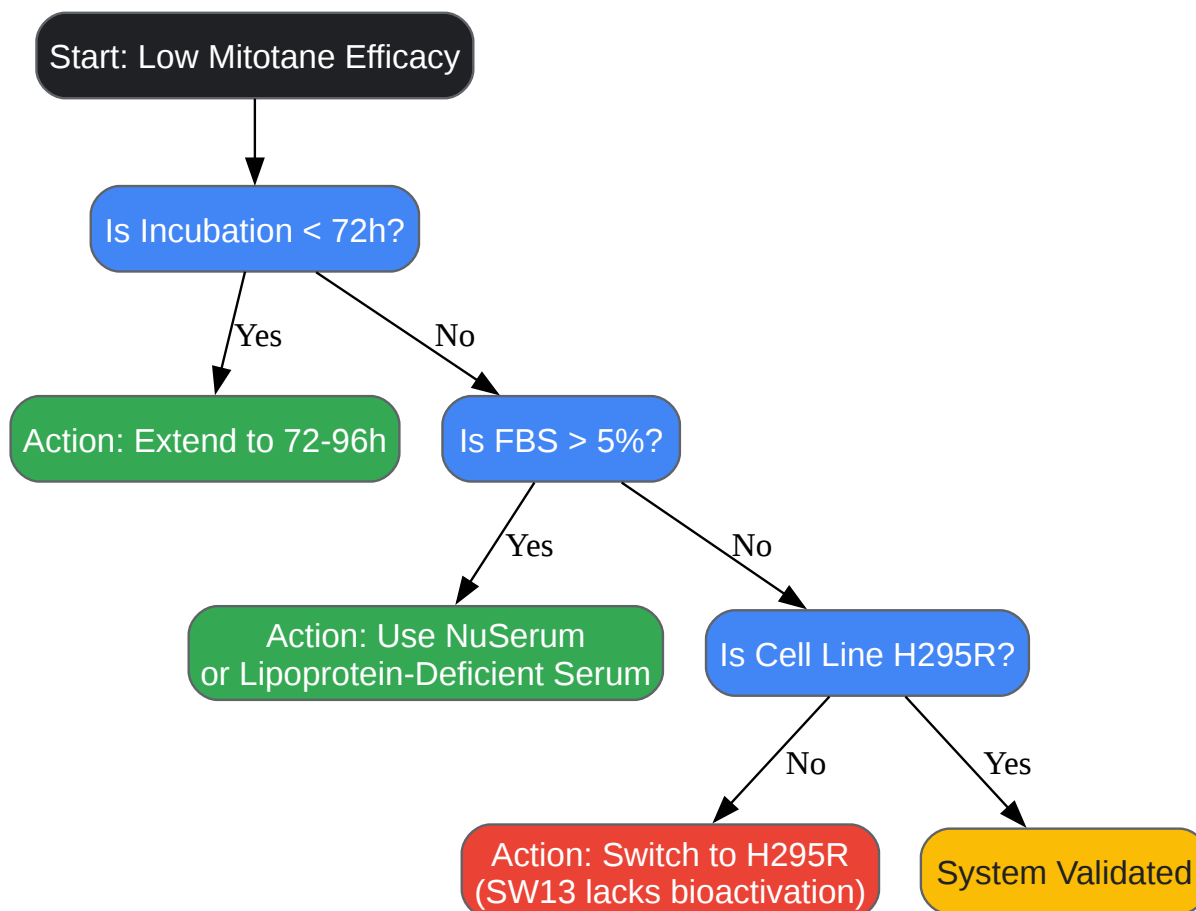 Start: Low Mitotane Efficacy
Is Incubation < 72h?
Yes
No
Action: Extend to 72-96h
Is FBS > 5%?
Yes
No
Action: Use NuSerum
or Lipoprotein-Deficient Serum
Is Cell Line H295R?
No
Yes
Action: Switch to H295R
(SW13 lacks bioactivation)
System Validated